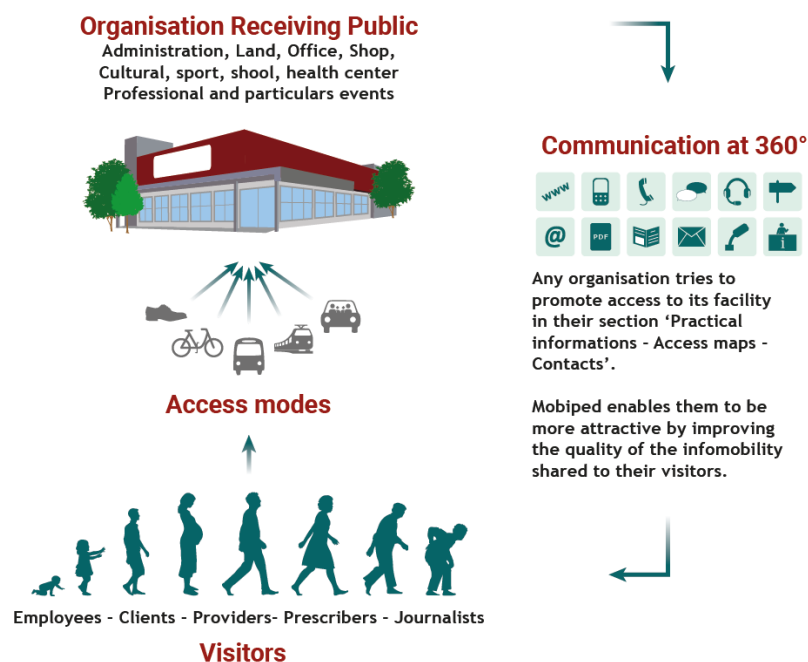 Organisation Receiving Public
Administration, Land, Office, Shop,
Cultural, sport, shool, health center
Professional and particulars events
Communication at 360°
www
@
PDF
i
Any organisation tries to
promote access to its facility
in their section ‘Practical
informations - Access maps -
Contacts’.
Mobiped enables them to be
more attractive by improving
the quality of the infomobility
shared to their visitors.
Access modes
Employees - Clients - Providers- Prescribers - Journalists
Visitors